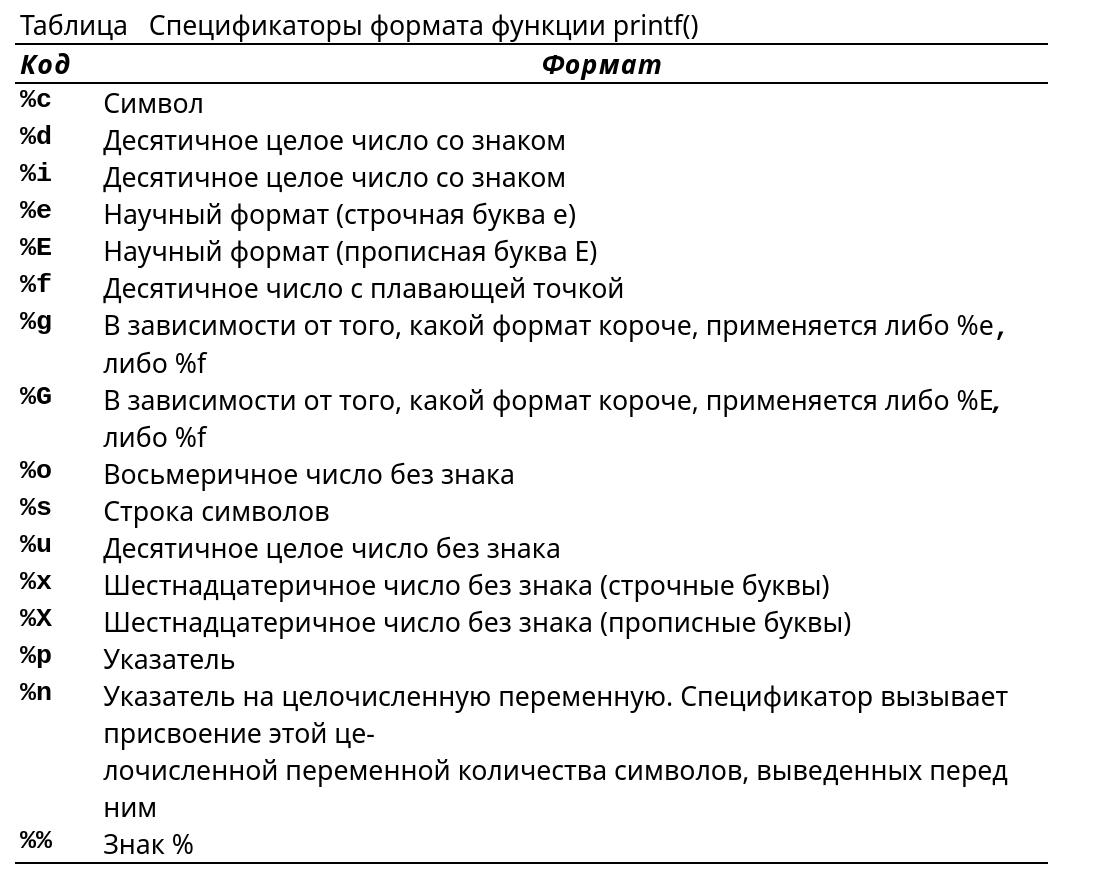 Таблица Спецификаторы формата функции printf()
Код Формат
%c Символ
%d Десятичное целое число со знаком
%i Десятичное целое число со знаком
%e Научный формат (строчная буква е)
%E Научный формат (прописная буква Е)
%f Десятичное число с плавающей точкой
%g В зависимости от того, какой формат короче, применяется либо %e,
либо %f
%G В зависимости от того, какой формат короче, применяется либо %E,
либо %f
%o Восьмеричное число без знака
%s Строка символов
%u Десятичное целое число без знака
%x Шестнадцатеричное число без знака (строчные буквы)
%X Шестнадцатеричное число без знака (прописные буквы)
%p Указатель
%n Указатель на целочисленную переменную. Спецификатор вызывает
присвоение этой це-
лочисленной переменной количества символов, выведенных перед
ним
%% Знак %